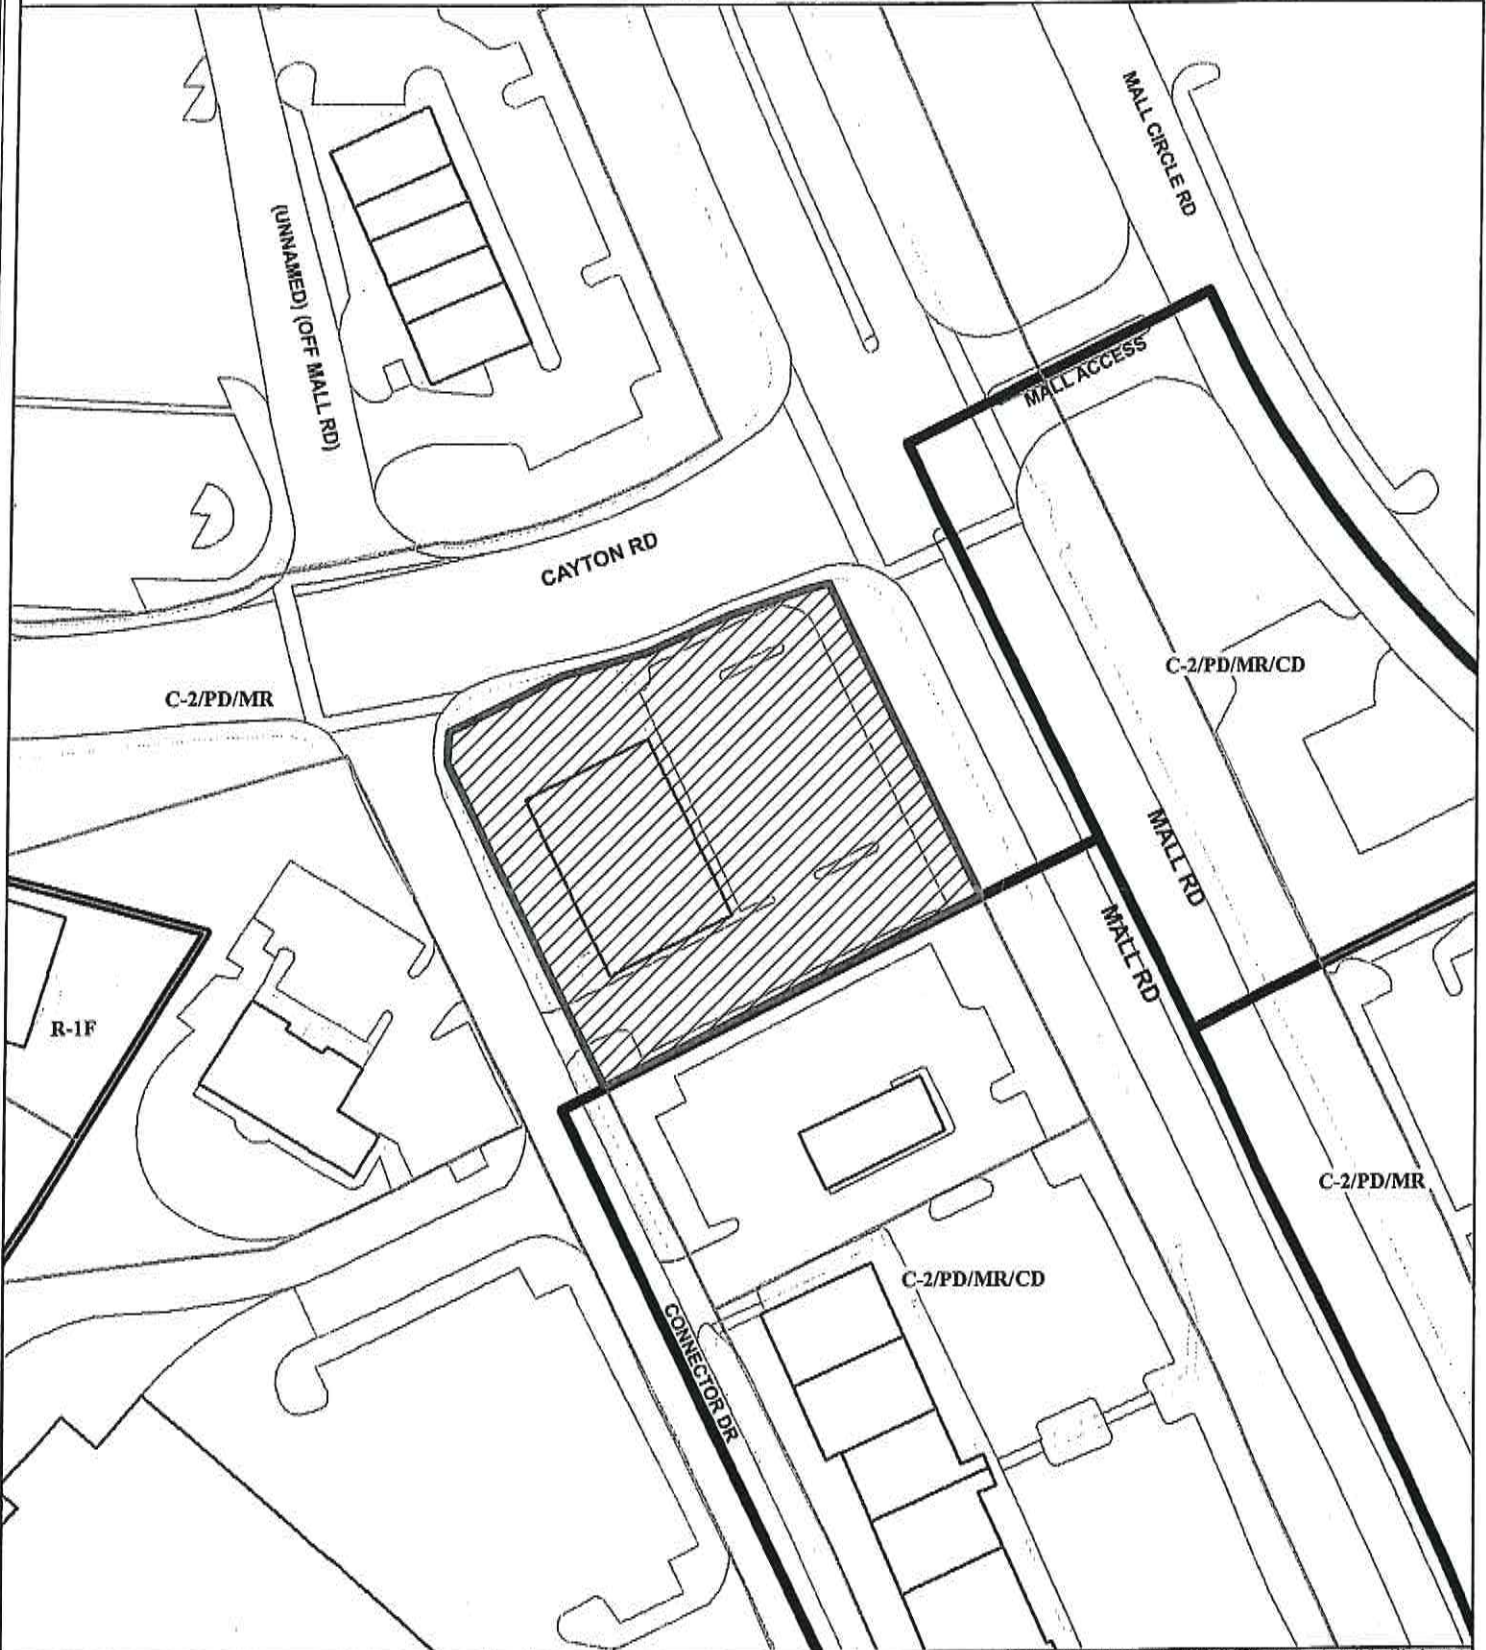 MALL CIRCLE RD
(UNNAMED) (OFF MALL RD)
MALL ACCESS
CAYTON RD
C-2/PD/MR/CD
C-2/PD/MR
MALL RD
MALL RD
R-1F
C-2/PD/MR
C-2/PD/MR/CD
CONNECTOR DR